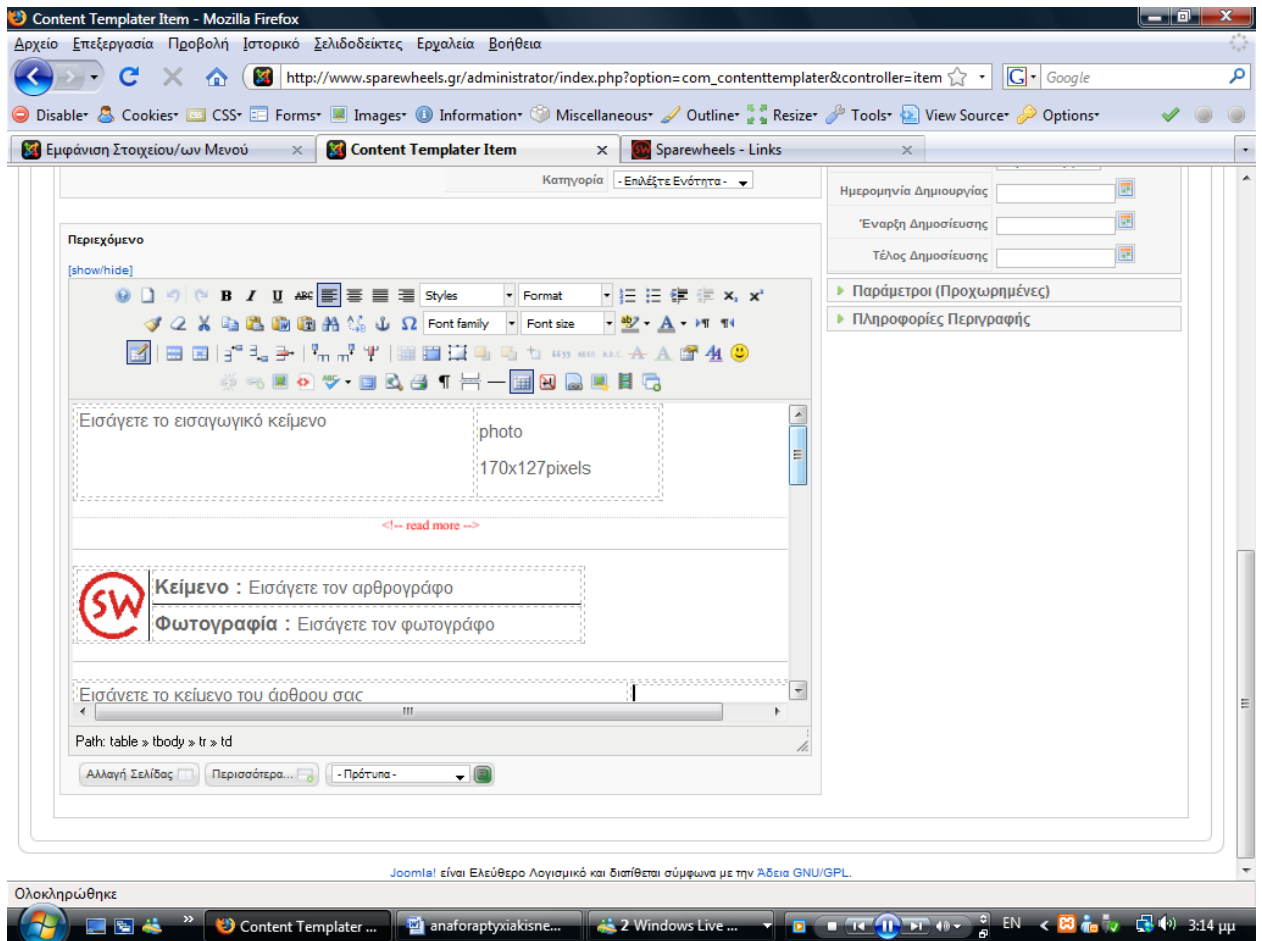 Content Templater Item - Mozilla Firefox
Αρχείο Επεξεργασία Προβολή Ιστορικό Σελιδοδείκτες Εργαλεία Βοήθεια
http://www.sparewheels.gr/administrator/index.php?option=com_contenttemplater&controller=item
Google
Disable Cookies CSS Forms Images Information Miscellaneous Outline Resize Tools View Source Options
Εμφάνιση Στοιχείου/ων Μενού
Content Templater Item
Sparewheels - Links
Κατηγορία - Επιλέξτε Ενότητα -
Ημερομηνία Δημιουργίας
Έναρξη Δημοσίευσης
Τέλος Δημοσίευσης
Παράμετροι (Προχωρημένες)
Πληροφορίες Περιγραφής
Περιεχόμενο
[show/hide]
B I U ABC Styles Format
Font family Font size
Εισάγετε το εισαγωγικό κείμενο
photo
170x127pixels
<!-- read more -->
SW
Κείμενο : Εισάγετε τον αρθρογράφο
Φωτογραφία : Εισάγετε τον φωτογράφο
Εισάγετε το κείμενο του άρθρου σας
Path: table » tbody » tr » td
Αλλαγή Σελίδας Περισσότερα... - Πρότυπα -
Joomla! είναι Ελεύθερο Λογισμικό και διατίθεται σύμφωνα με την Άδεια GNU/GPL.
Ολοκληρώθηκε
Content Templater ... anaforaptyxiakisne... 2 Windows Live ... EN 3:14 μμ